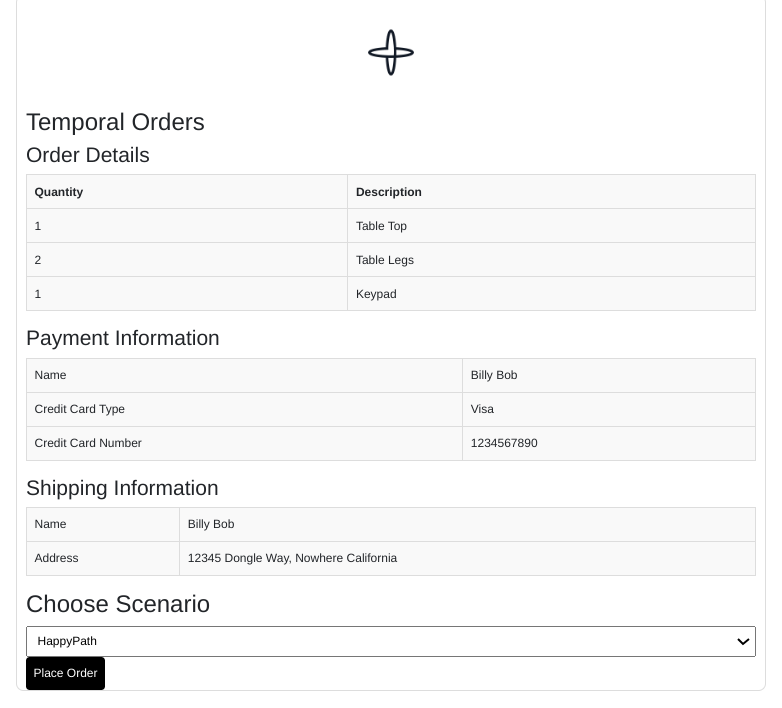 Temporal Orders
Order Details
Quantity Description
1 Table Top
2 Table Legs
1 Keypad
Payment Information
Name Billy Bob
Credit Card Type Visa
Credit Card Number 1234567890
Shipping Information
Name Billy Bob
Address 12345 Dongle Way, Nowhere California
Choose Scenario
HappyPath
Place Order